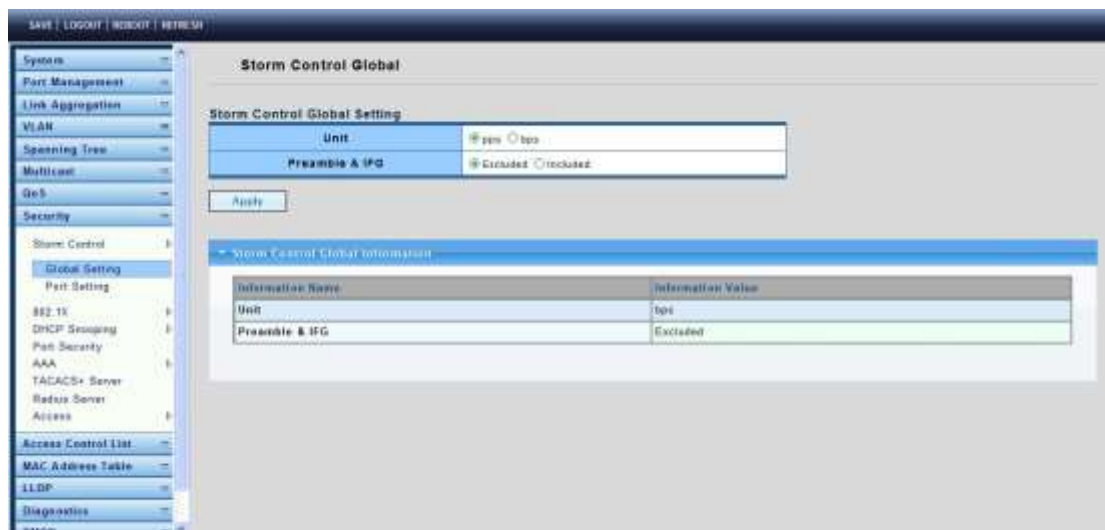 SAVE | LOGOUT | REBOOT | REFRESH
System
Port Management
Link Aggregation
VLAN
Spanning Tree
Multicast
QoS
Security
Storm Control
Global Setting
Port Setting
802.1X
DHCP Snooping
Port Security
AAA
TACACS+ Server
Radius Server
Access
Access Control List
MAC Address Table
LLDP
Diagnostics
Storm Control Global
Storm Control Global Setting
Unit pps bps
Preamble & IFG Excluded Included
Apply
Storm Control Global Information
Information Name Information Value
Unit bps
Preamble & IFG Excluded